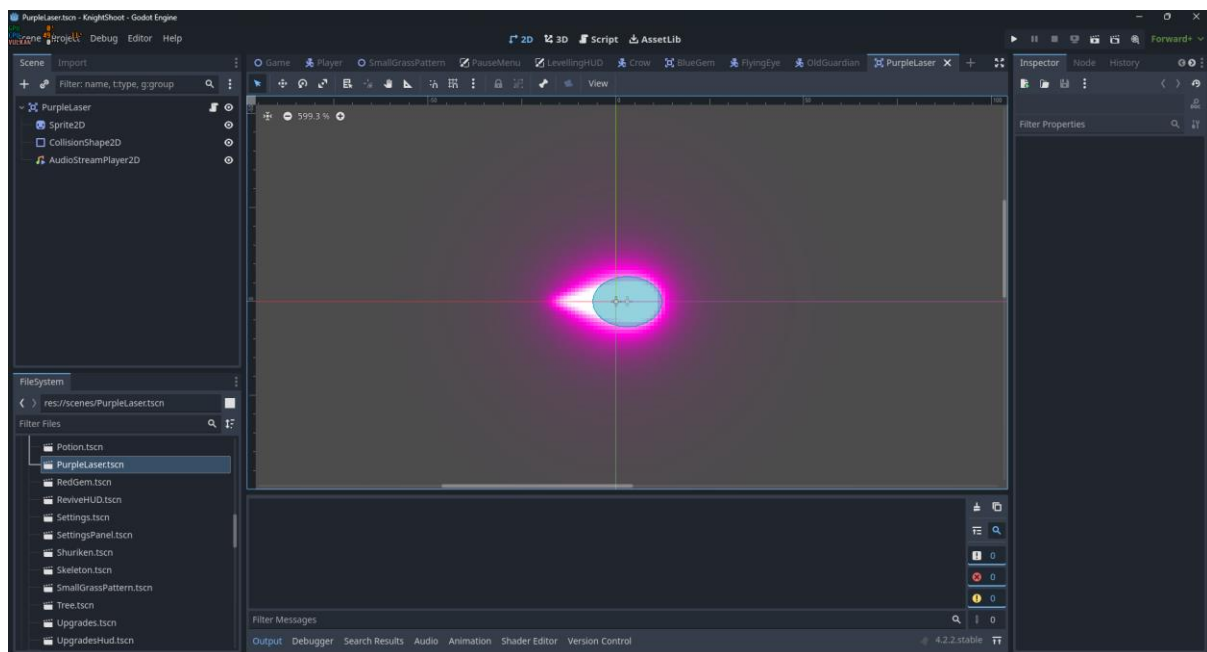 PurpleLaser.tscn - KnightShoot - Godot Engine
Debug Editor Help
2D 3D Script AssetLib
Forward+
Scene Import
Game Player SmallGrassPattern PauseMenu LevellingHUD Crow BlueGem FlyingEye OldGuardian PurpleLaser
Inspector Node History
Filter: name, t:type, g:group
View
PurpleLaser
Sprite2D
CollisionShape2D
AudioStreamPlayer2D
599.3 %
Filter Properties
FileSystem
res://scenes/PurpleLaser.tscn
Filter Files
Potion.tscn
PurpleLaser.tscn
RedGem.tscn
ReviveHUD.tscn
Settings.tscn
SettingsPanel.tscn
Shuriken.tscn
Skeleton.tscn
SmallGrassPattern.tscn
Tree.tscn
Upgrades.tscn
UpgradesHud.tscn
0
0
0
Filter Messages
0
Output Debugger Search Results Audio Animation Shader Editor Version Control
4.2.2.stable